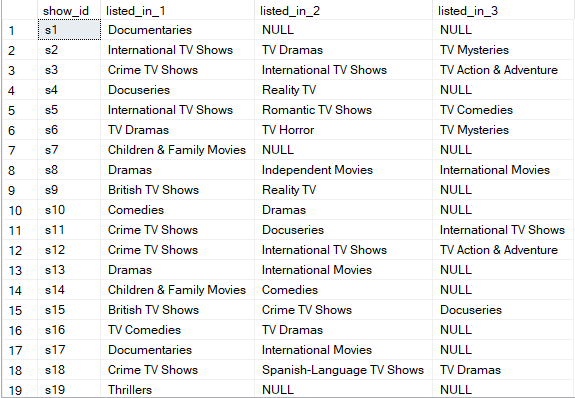 show_id listed_in_1 listed_in_2 listed_in_3
1 s1 Documentaries NULL NULL
2 s2 International TV Shows TV Dramas TV Mysteries
3 s3 Crime TV Shows International TV Shows TV Action & Adventure
4 s4 Docuseries Reality TV NULL
5 s5 International TV Shows Romantic TV Shows TV Comedies
6 s6 TV Dramas TV Horror TV Mysteries
7 s7 Children & Family Movies NULL NULL
8 s8 Dramas Independent Movies International Movies
9 s9 British TV Shows Reality TV NULL
10 s10 Comedies Dramas NULL
11 s11 Crime TV Shows Docuseries International TV Shows
12 s12 Crime TV Shows International TV Shows TV Action & Adventure
13 s13 Dramas International Movies NULL
14 s14 Children & Family Movies Comedies NULL
15 s15 British TV Shows Crime TV Shows Docuseries
16 s16 TV Comedies TV Dramas NULL
17 s17 Documentaries International Movies NULL
18 s18 Crime TV Shows Spanish-Language TV Shows TV Dramas
19 s19 Thrillers NULL NULL